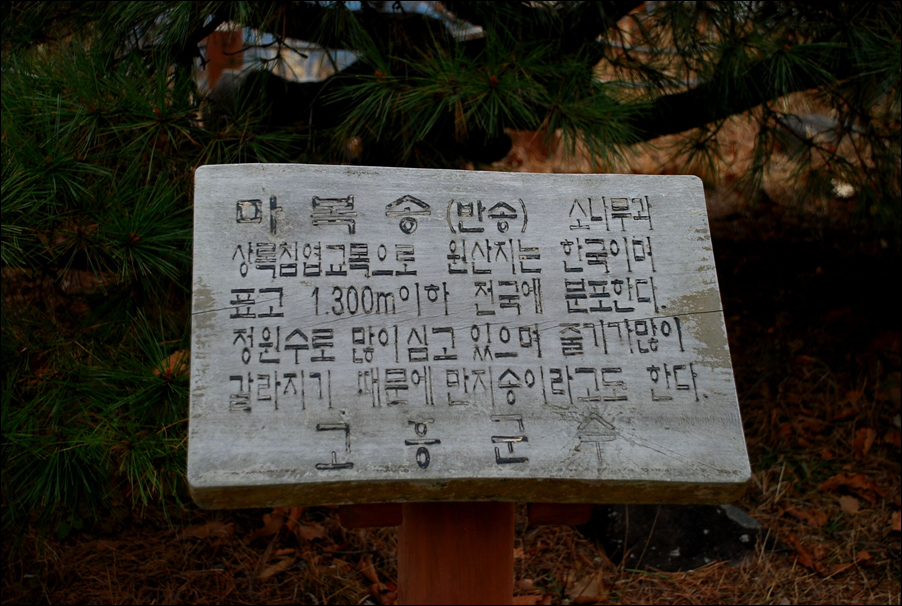 마 복 송 (반송) 소나무과
상록침엽교목으로 원산지는 한국이며
표고 1.300m이하 전국에 분포한다.
정원수로 많이심고 있으며 줄기가많이
갈라지기 때문에 만지송이라고도 한다.
고 흥 군 수